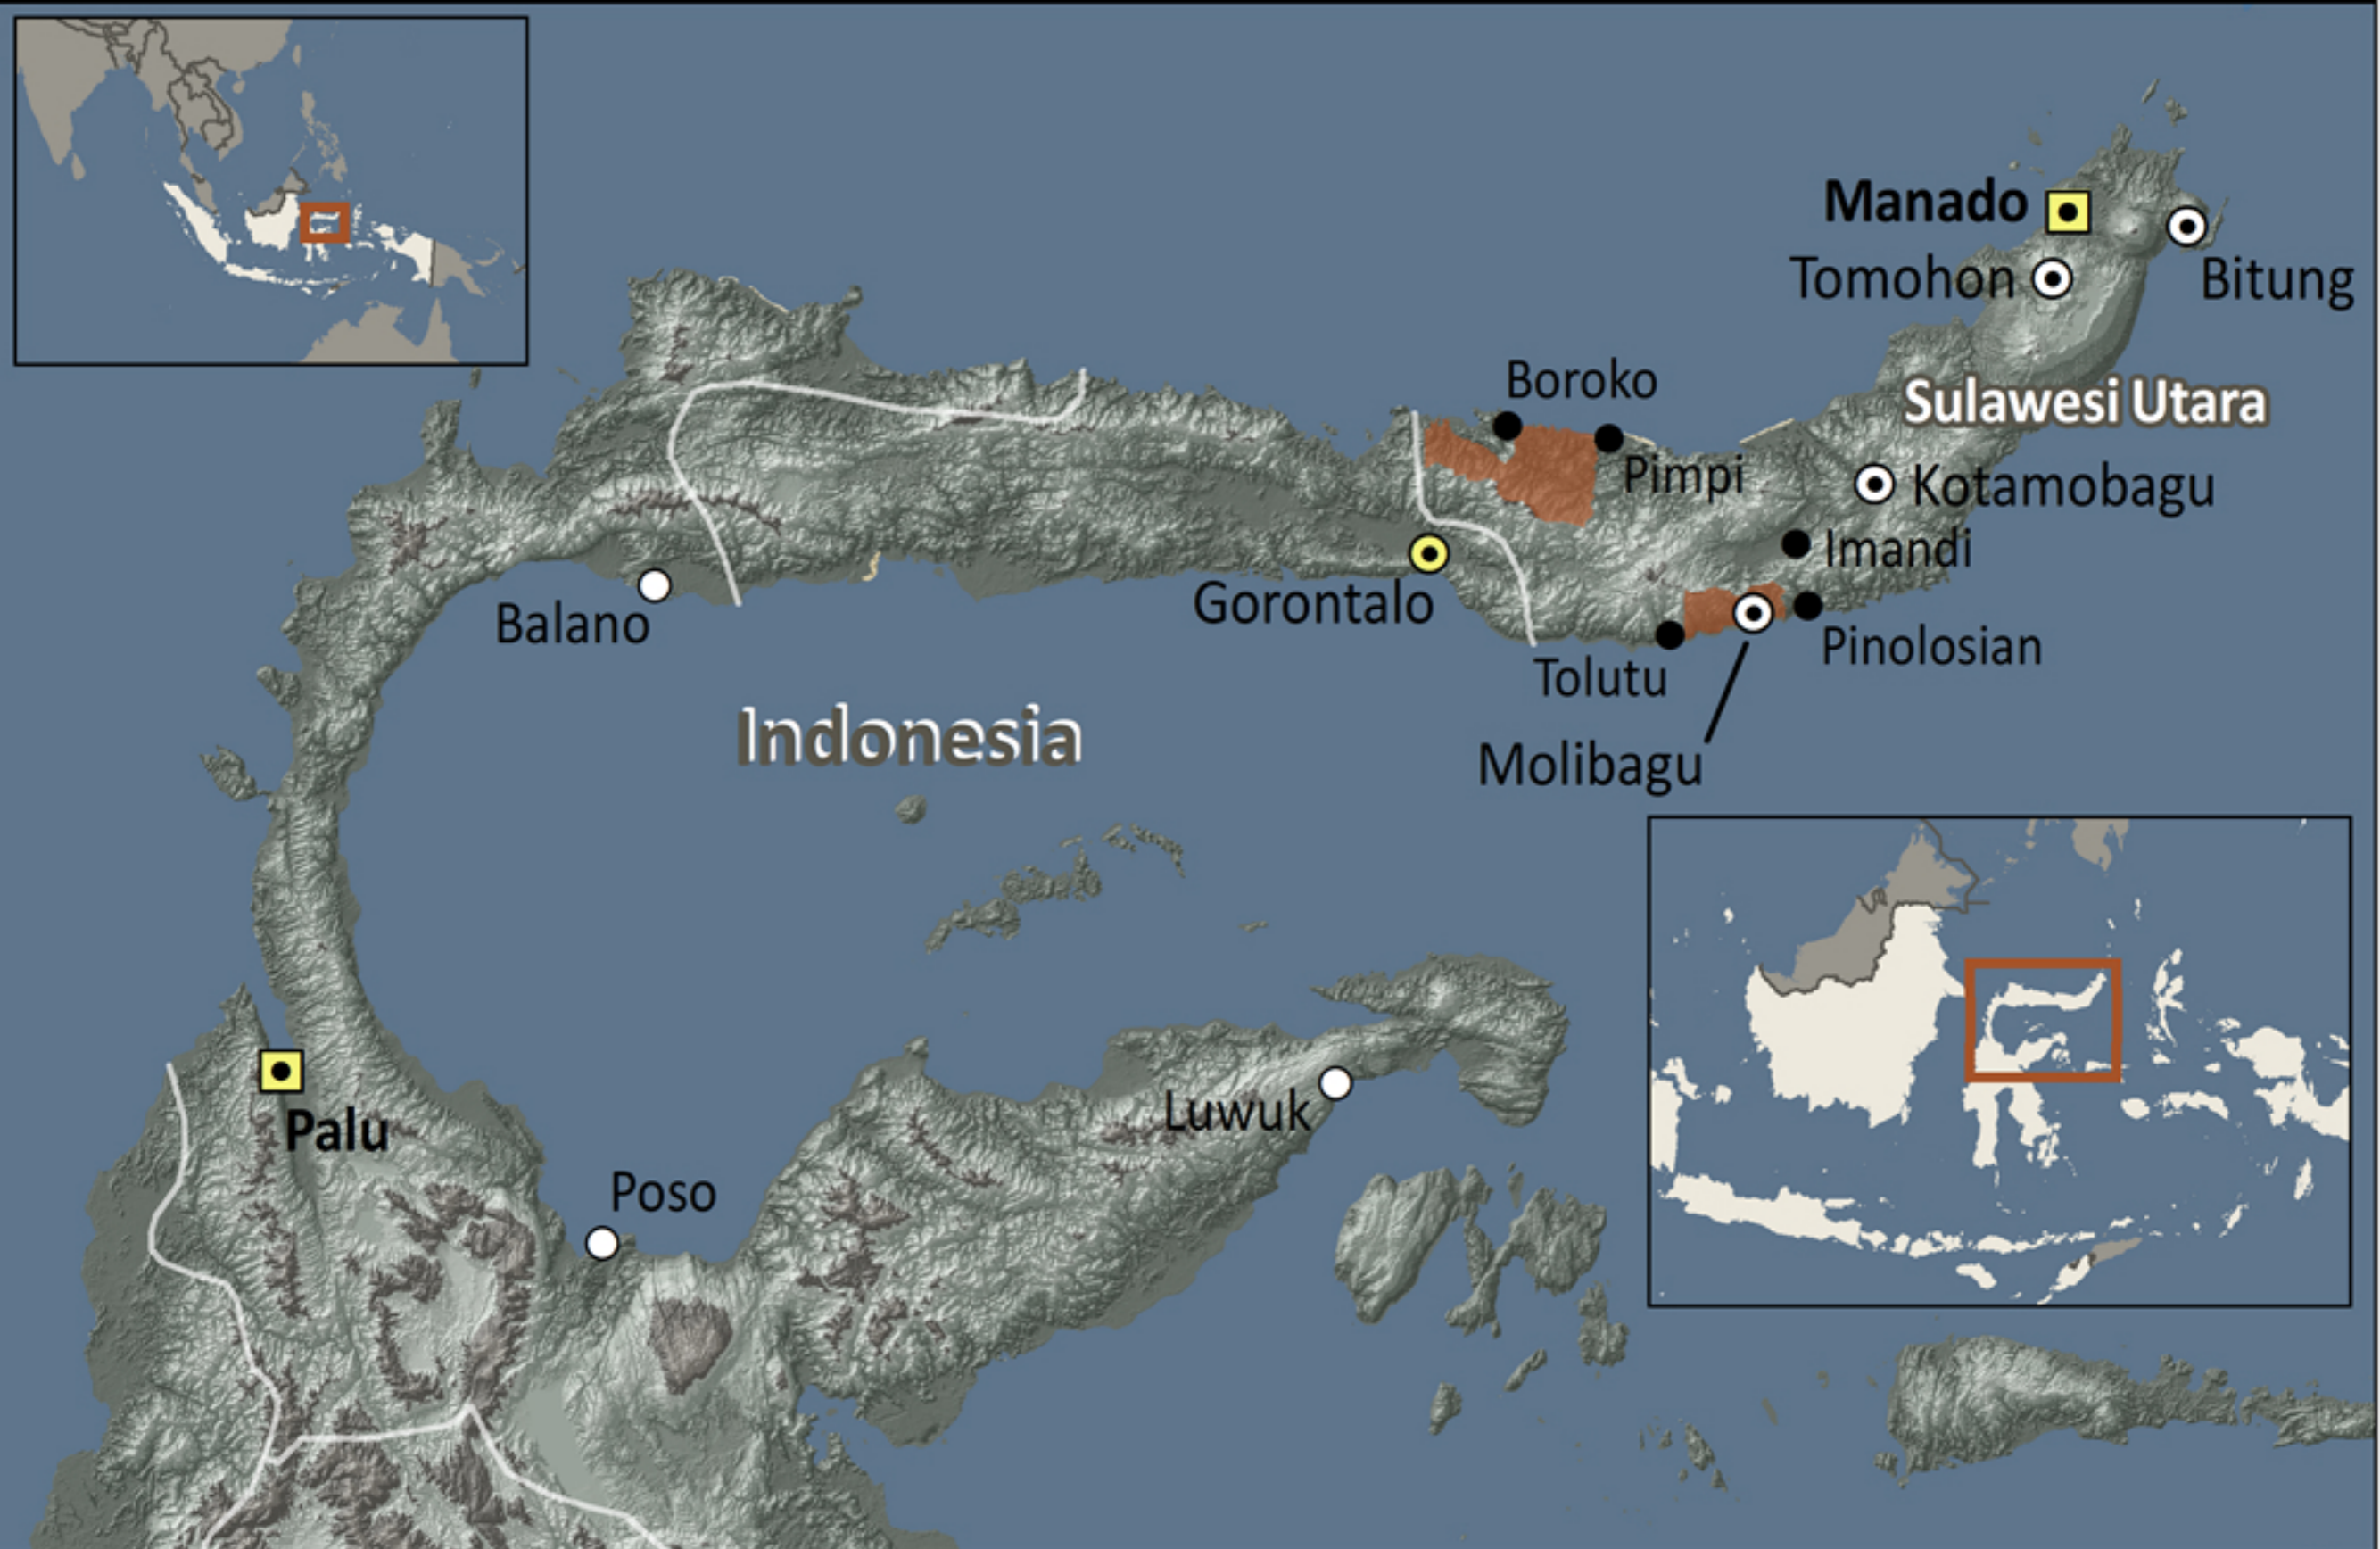 Manado
Tomohon
Bitung
Boroko
Sulawesi Utara
Pimpi
Kotamobagu
Imandi
Gorontalo
Balano
Pinolosian
Tolutu
Indonesia
Molibagu
Luwuk
Palu
Poso